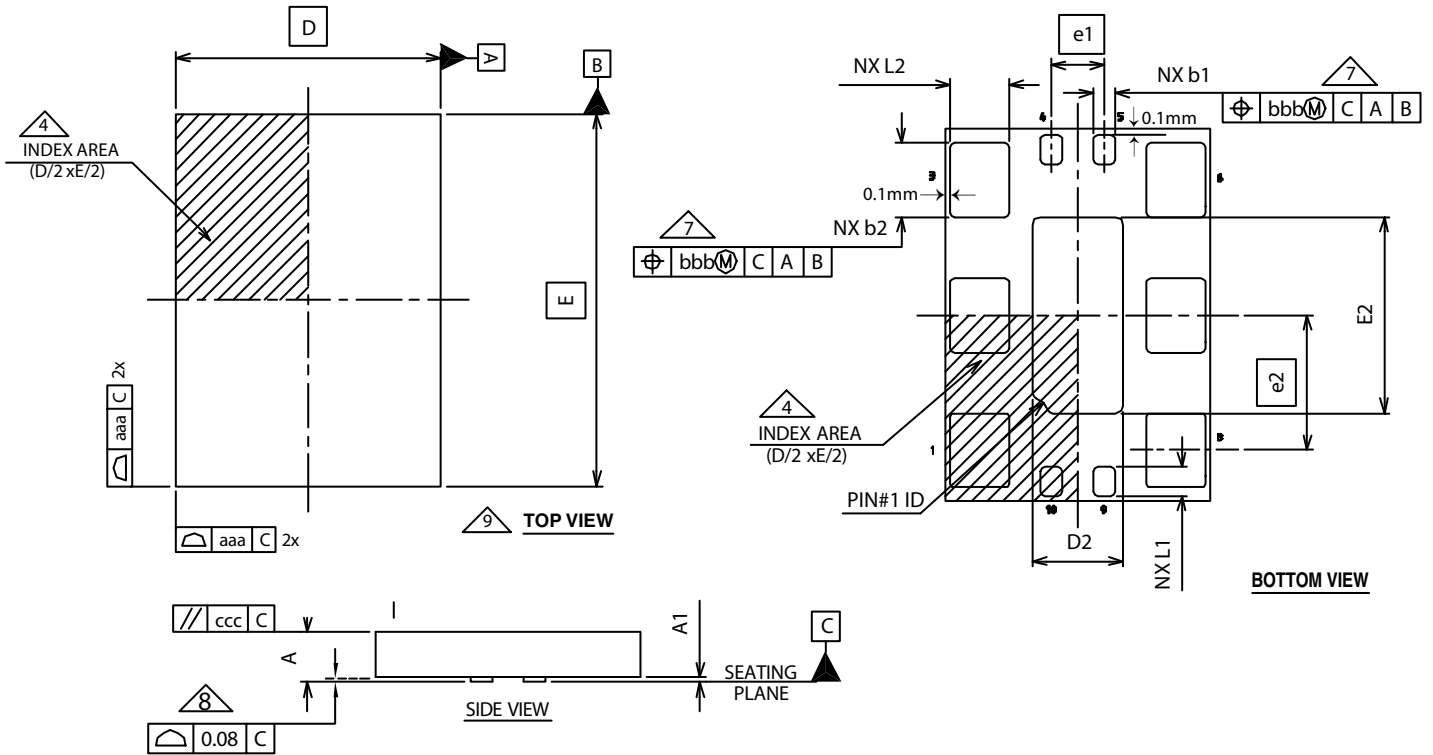 D
A
B
4
INDEX AREA
(D/2 xE/2)
E
aaa C 2x
aaa C 2x
9 TOP VIEW
e1
NX L2
NX b1
7
bbb M C A B
4
5
0.1mm
3
6
0.1mm
NX b2
7
bbb M C A B
E2
e2
4
INDEX AREA
(D/2 xE/2)
1
PIN#1 ID
10
9
D2
NX L1
BOTTOM VIEW
// ccc C
A
A1
C
SEATING
PLANE
8
SIDE VIEW
0.08 C